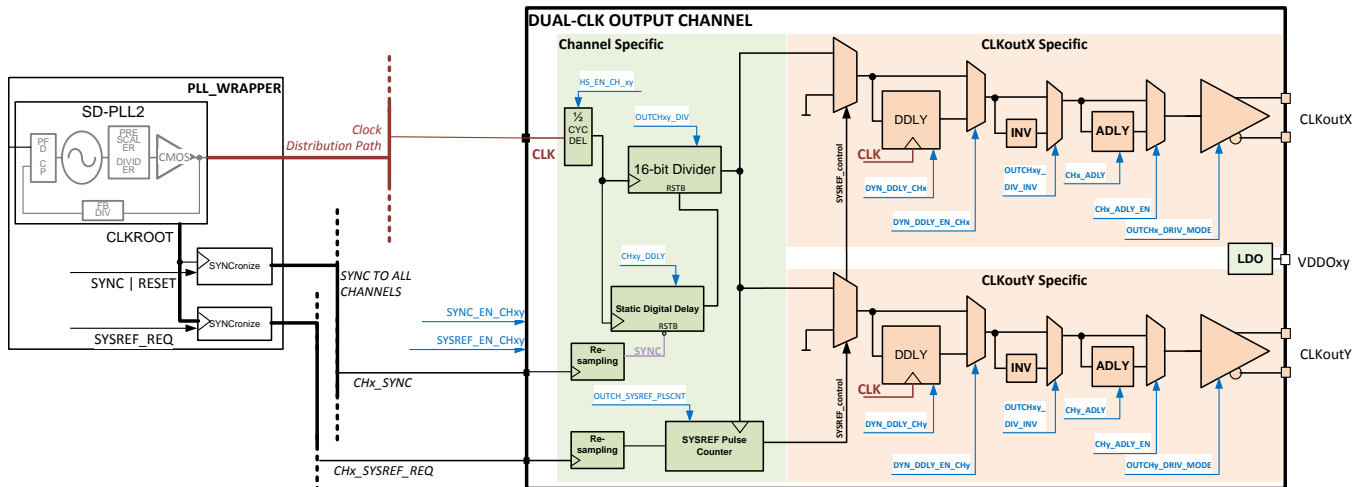 DUAL-CLK OUTPUT CHANNEL
Channel Specific
CLKoutX Specific
PLL_WRAPPER
SD-PLL2
PF
D
C
P
PRE
SCAL
ER
DIVID
ER
CMOS
FB
DIV
CLKROOT
SYNCronize
SYNC | RESET
SYNCronize
SYSREF_REQ
Clock
Distribution Path
SYNC TO ALL
CHANNELS
CHx_SYNC
CHx_SYSREF_REQ
SYNC_EN_CHxy
SYSREF_EN_CHxy
CLK
HS_EN_CH_xy
½
CYC
DEL
OUTCHxy_DIV
16-bit Divider
RSTB
CHxy_DDLY
Static Digital Delay
RSTB
Re-
sampling
SYNC
OUTCH_SYSREF_PLSCNT
Re-
sampling
SYSREF Pulse
Counter
SYSREF_control
DDLY
CLK
DYN_DDLY_CHx
DYN_DDLY_EN_CHx
INV
OUTCHxy_
DIV_INV
ADLY
CHx_ADLY
CHx_ADLY_EN
OUTCHx_DRIV_MODE
CLKoutX
LDO
VDDOxy
CLKoutY Specific
SYSREF_control
DDLY
CLK
DYN_DDLY_CHy
DYN_DDLY_EN_CHy
INV
OUTCHxy_
DIV_INV
ADLY
CHy_ADLY
CHy_ADLY_EN
OUTCHy_DRIV_MODE
CLKoutY